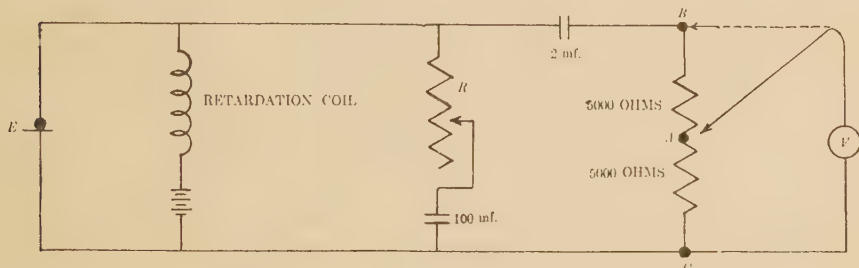 B
2 mf.
R
RETARDATION COIL
5000 OHMS
E
A
V
5000 OHMS
100 mf.
C